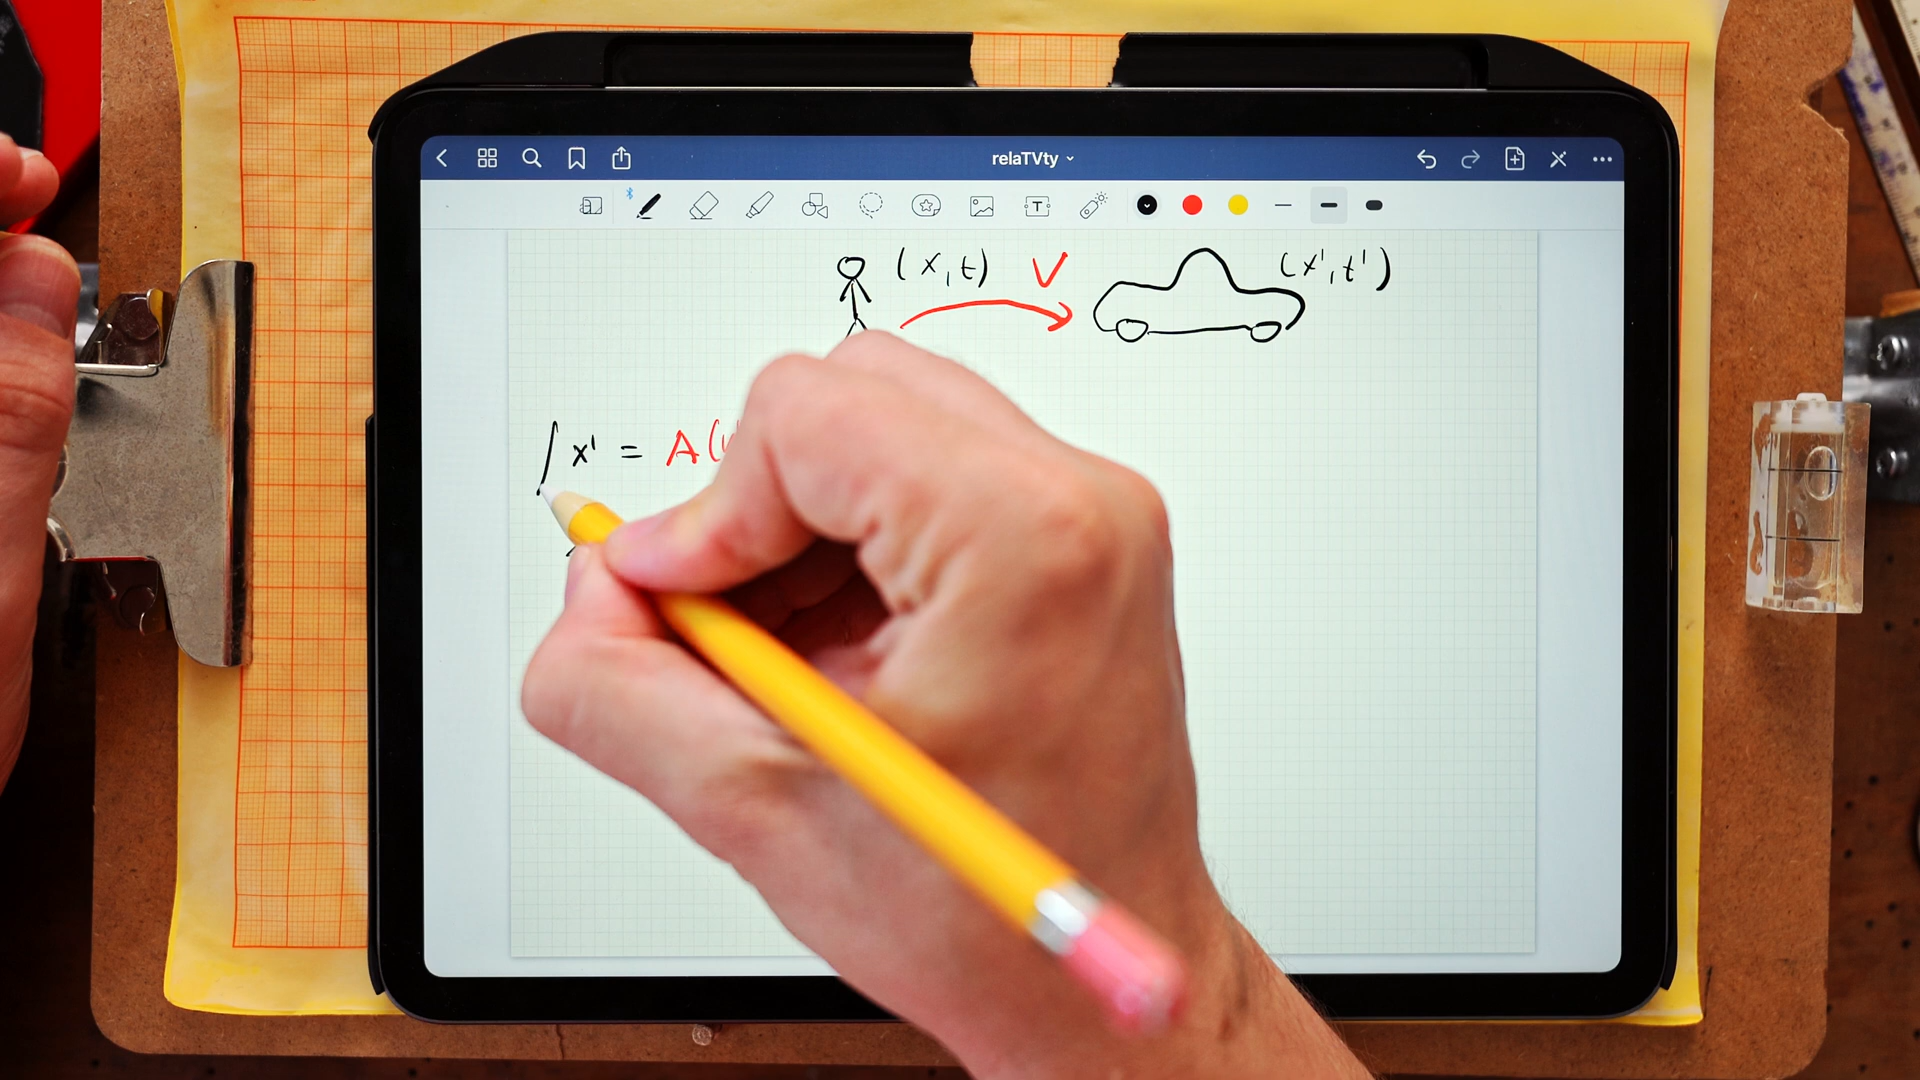 relaTVty
T
(x,t) V (x',t')
x' = A(